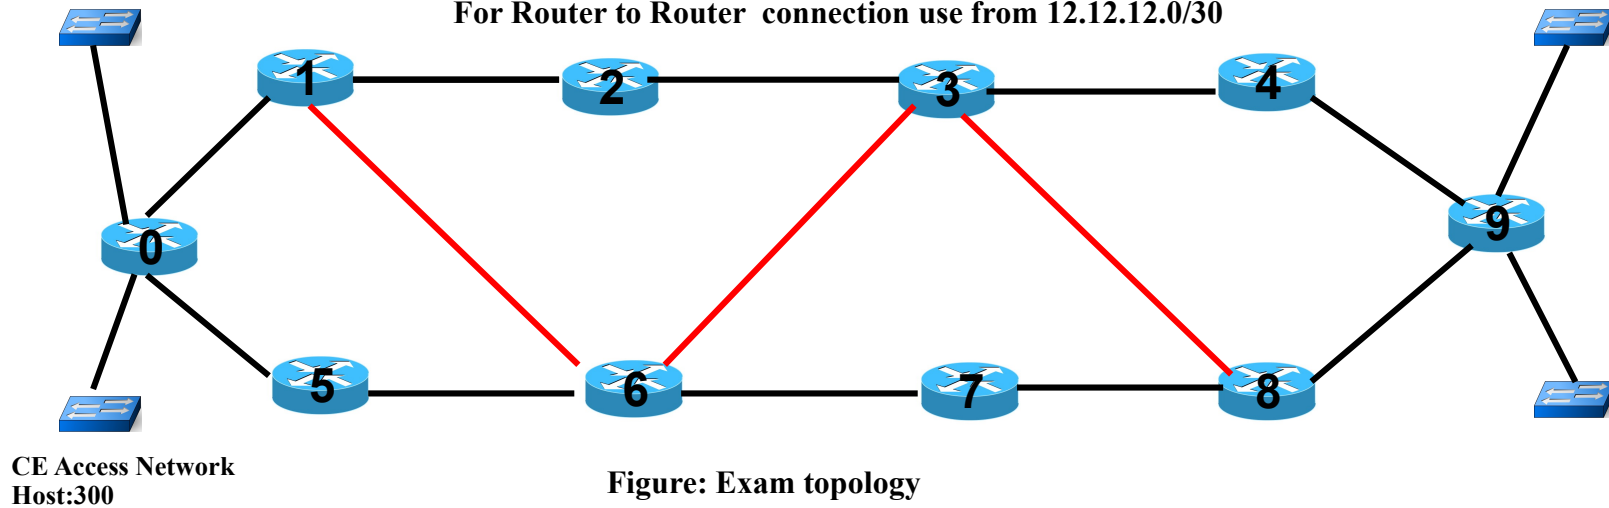 For Router to Router connection use from 12.12.12.0/30
1
2
3
4
0
9
5
6
7
8
CE Access Network
Host:300
Figure: Exam topology